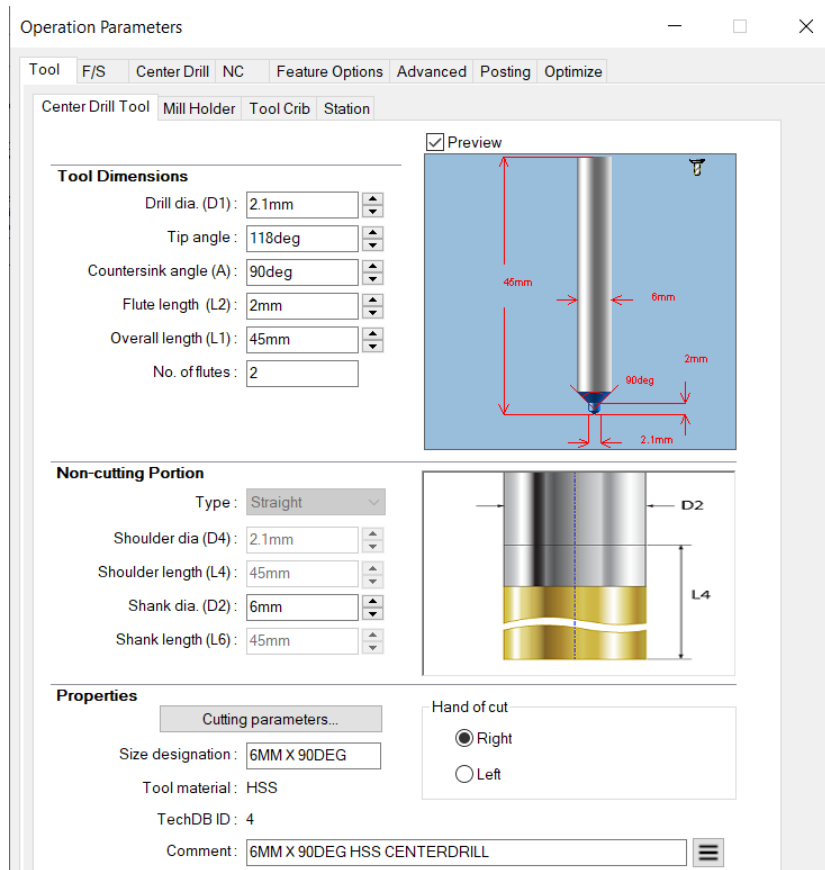 Operation Parameters
Tool F/S Center Drill NC Feature Options Advanced Posting Optimize
Center Drill Tool Mill Holder Tool Crib Station
Preview
Tool Dimensions
Drill dia. (D1) : 2.1mm
Tip angle : 118deg
Countersink angle (A) : 90deg
Flute length (L2) : 2mm
Overall length (L1) : 45mm
No. of flutes : 2
45mm
6mm
2mm
90deg
2.1mm
Non-cutting Portion
Type : Straight
Shoulder dia (D4) : 2.1mm
Shoulder length (L4) : 45mm
Shank dia. (D2) : 6mm
Shank length (L6) : 45mm
D2
L4
Properties
Cutting parameters...
Size designation : 6MM X 90DEG
Tool material : HSS
TechDB ID : 4
Comment : 6MM X 90DEG HSS CENTERDRILL
Hand of cut
Right
Left